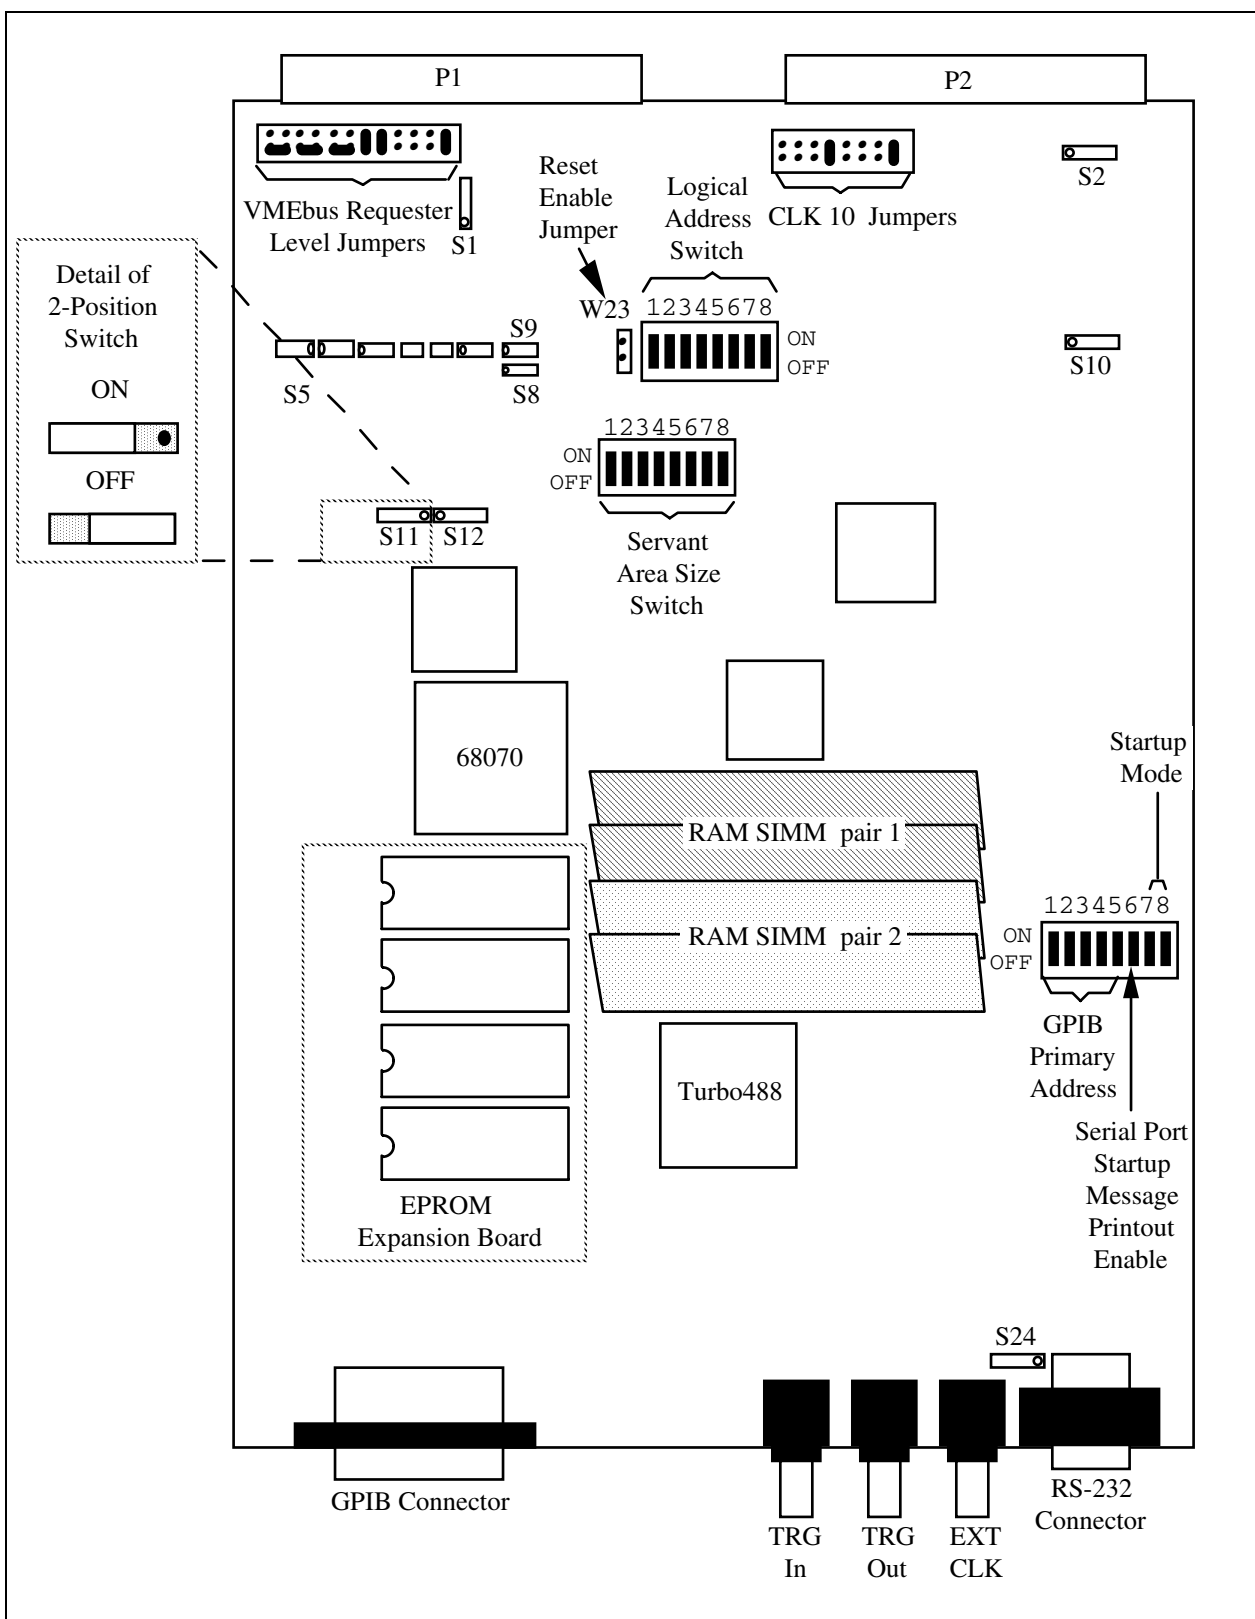 P1
P2
Reset
Enable
Jumper
Logical
Address
Switch
VMEbus Requester
Level Jumpers
S1
CLK 10 Jumpers
S2
Detail of
2-Position
Switch
ON
OFF
W23
12345678
ON
OFF
S9
S5
S8
S10
12345678
ON
OFF
S11
S12
Servant
Area Size
Switch
68070
Startup
Mode
RAM SIMM pair 1
RAM SIMM pair 2
12345678
ON
OFF
GPIB
Primary
Address
Turbo488
Serial Port
Startup
Message
Printout
Enable
EPROM
Expansion Board
S24
GPIB Connector
TRG
In
TRG
Out
EXT
CLK
RS-232
Connector